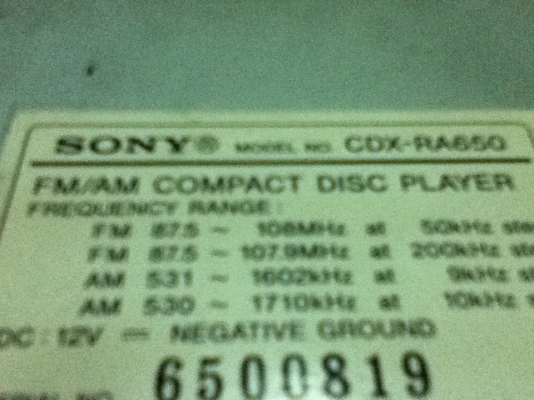 SONY® MODEL NO. CDX-RA650
FM/AM COMPACT DISC PLAYER
FREQUENCY RANGE:
FM 87.5 ~ 108MHz at 50kHz
FM 87.5 ~ 107.9MHz at 200kHz
AM 531 ~ 1602kHz at 9kHz
AM 530 ~ 1710kHz at 10kHz
DC: 12V NEGATIVE GROUND
6500819